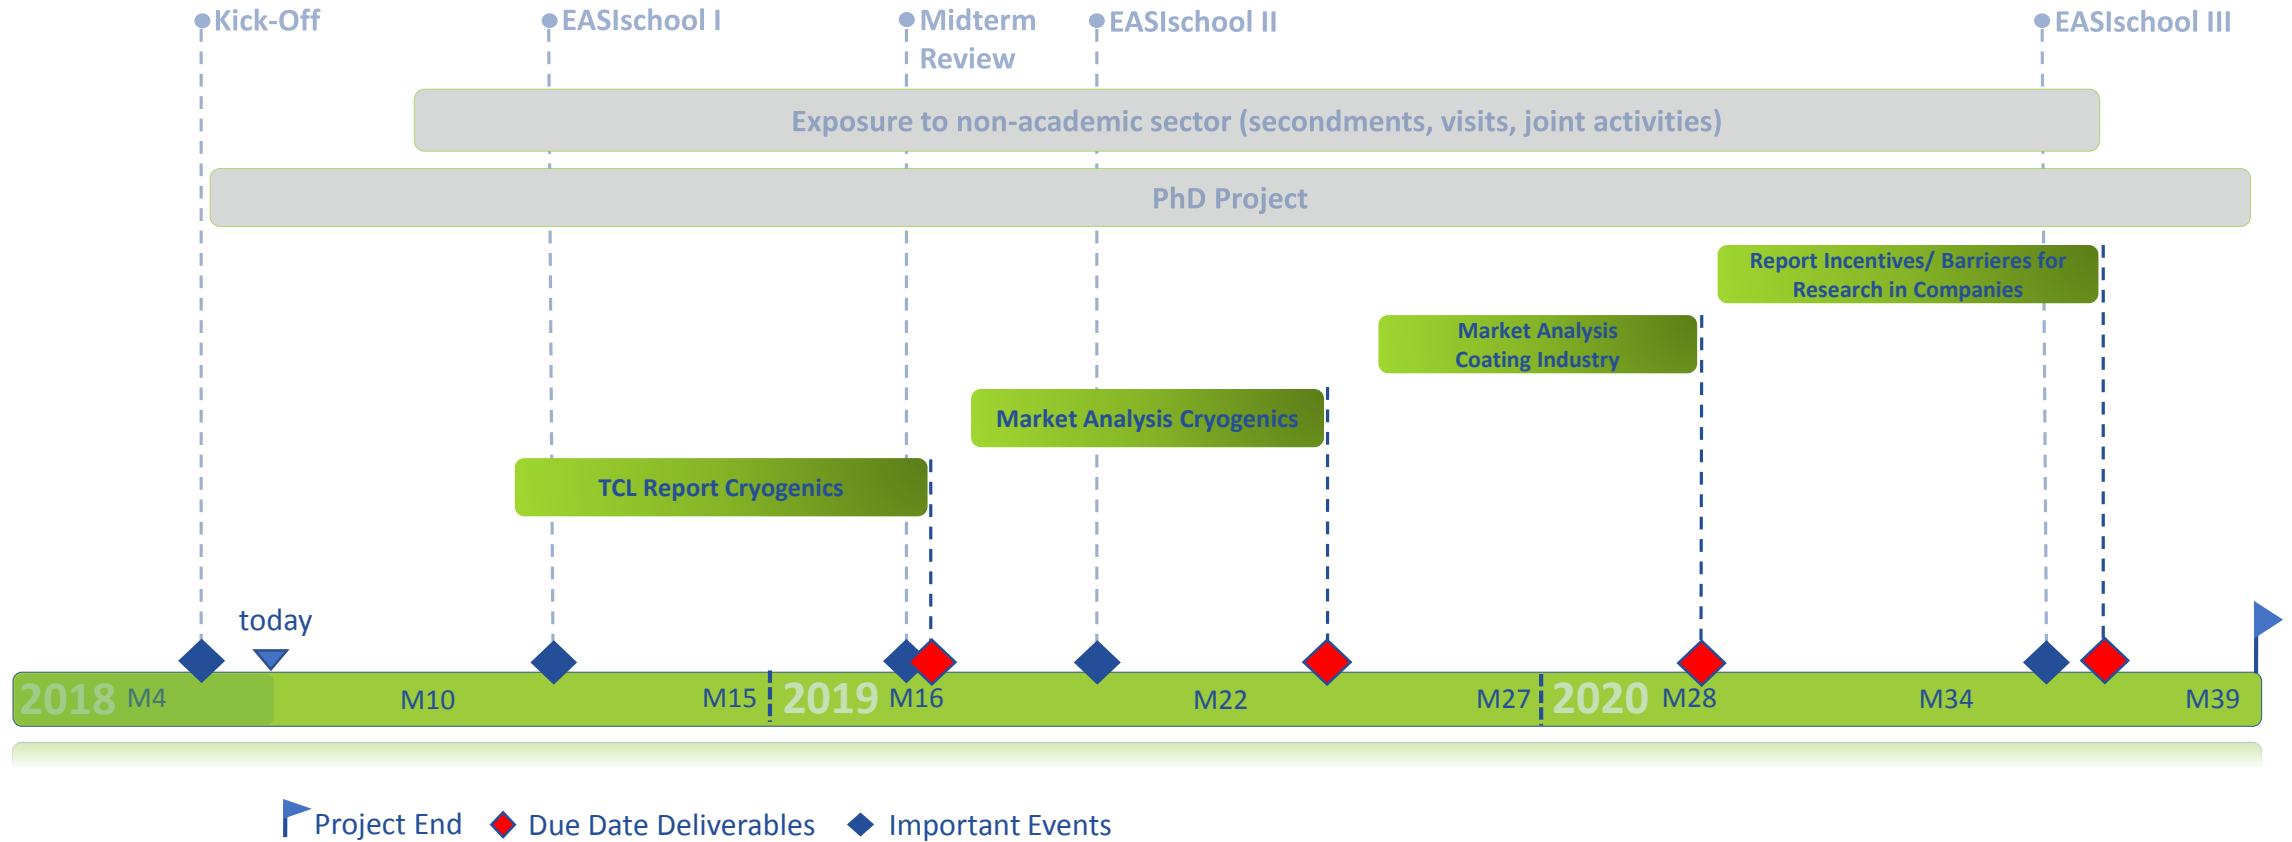 Kick-Off
EASIschool I
Midterm
Review
EASIschool II
EASIschool III
Exposure to non-academic sector (secondments, visits, joint activities)
PhD Project
Report Incentives/ Barrieres for
Research in Companies
Market Analysis
Coating Industry
Market Analysis Cryogenics
TCL Report Cryogenics
today
2018 M4 M10 M15 2019 M16 M22 M27 2020 M28 M34 M39
Project End
Due Date Deliverables
Important Events